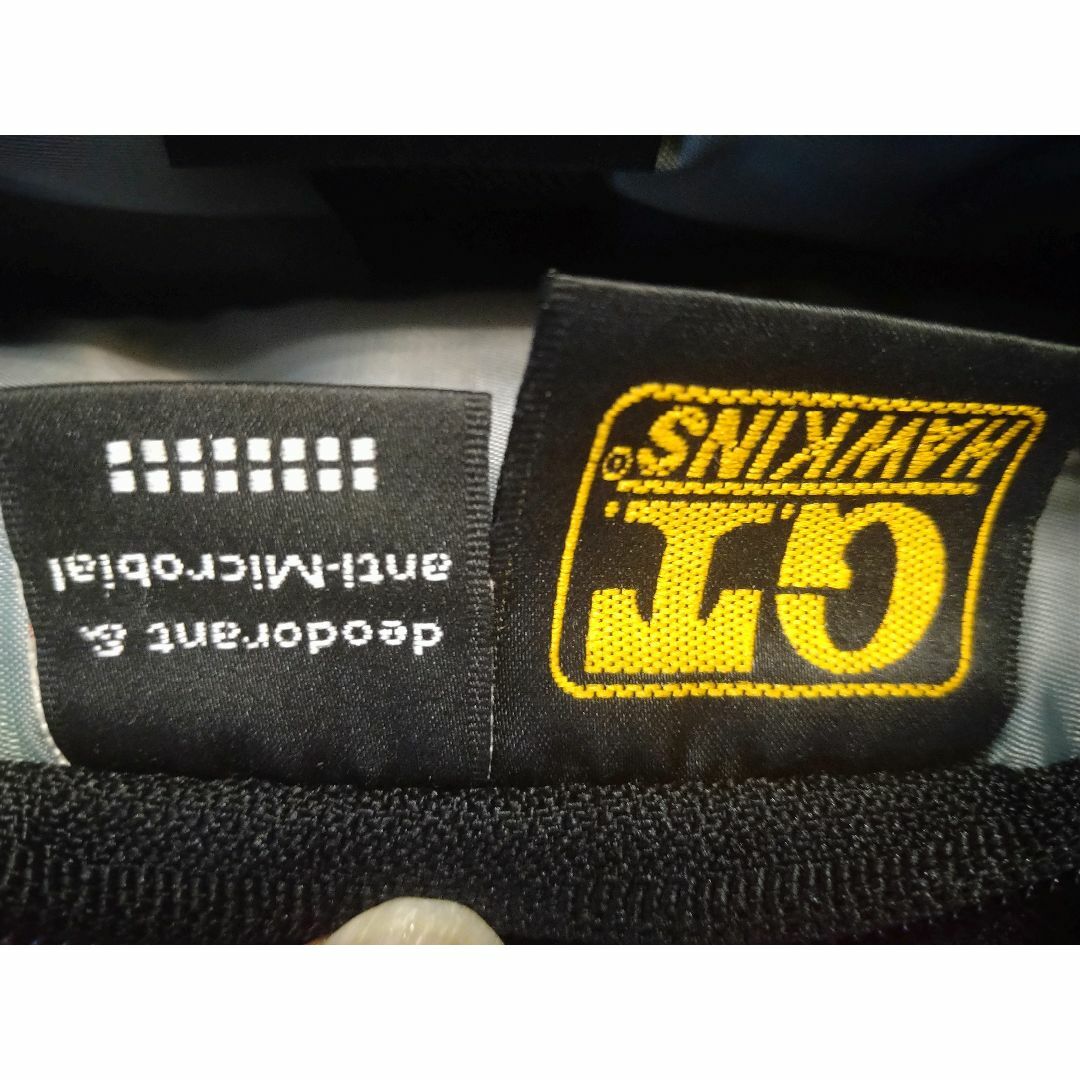 G.T.
HAWKINS®
deodorant &
anti-Microbial